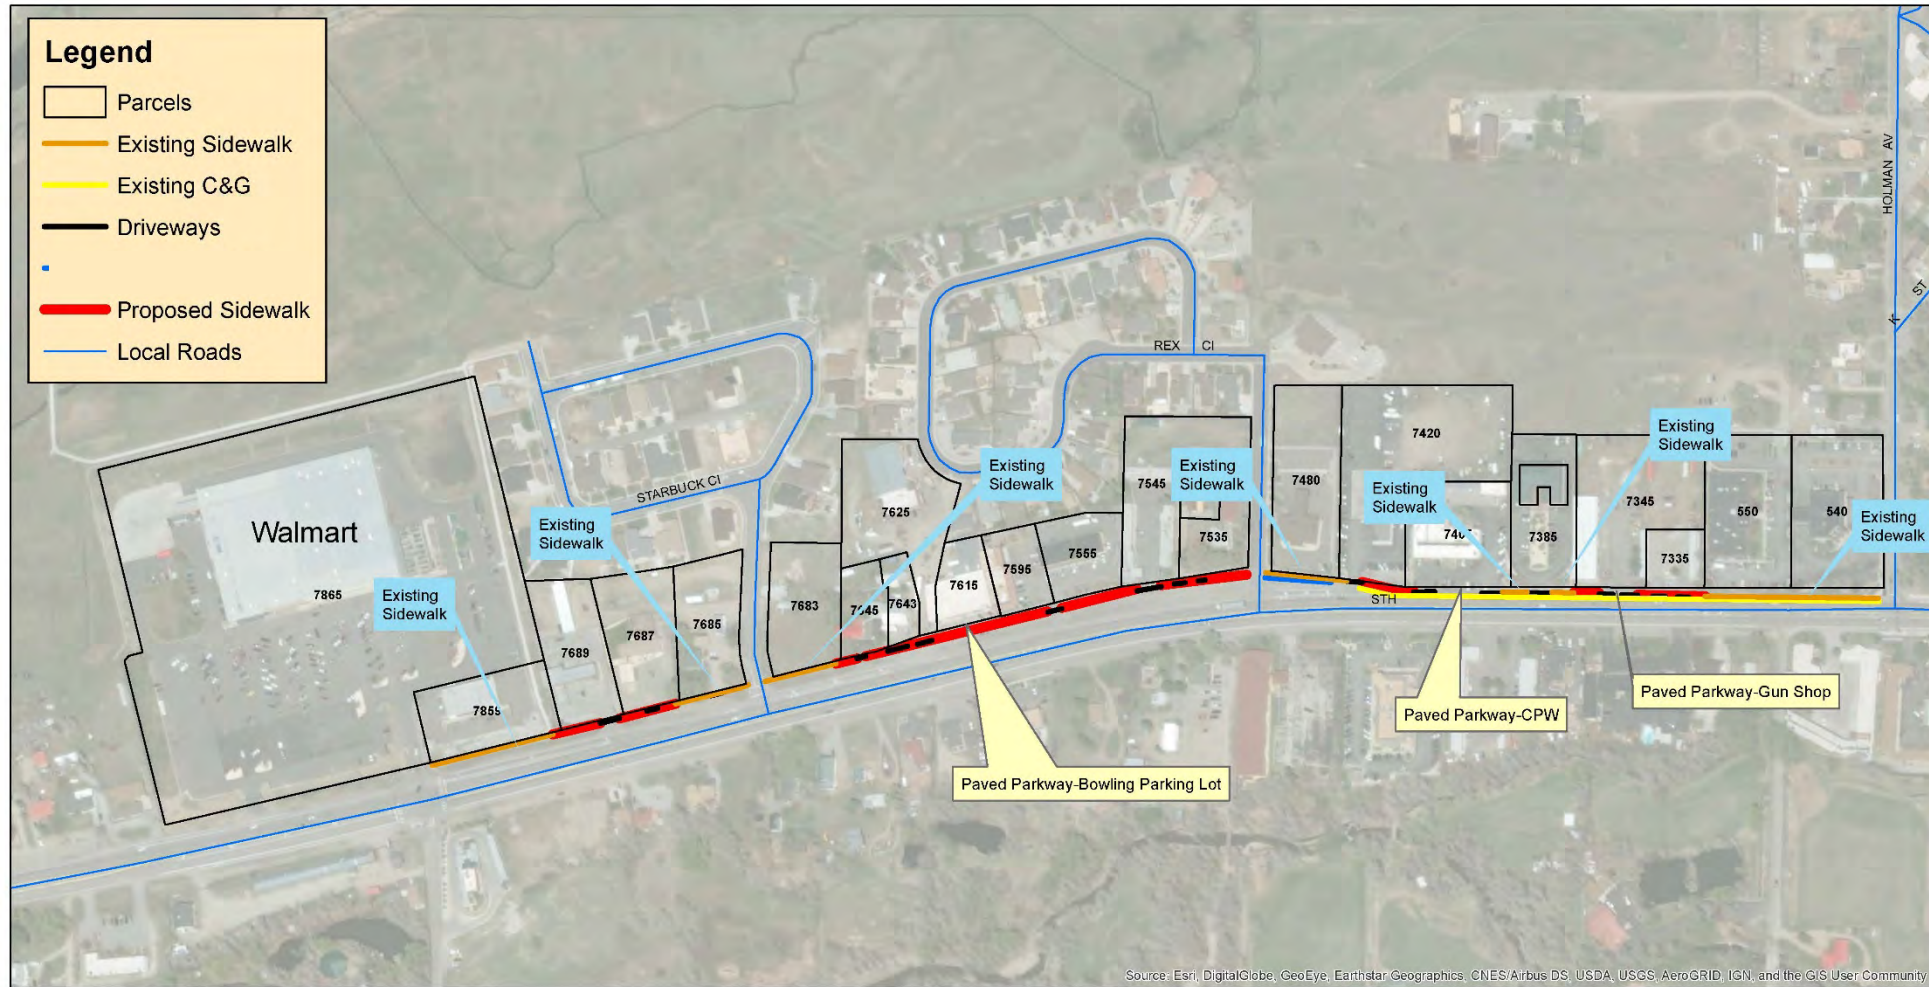 Legend
Parcels
Existing Sidewalk
Existing C&G
Driveways
Proposed Sidewalk
Local Roads
HOLMAN AV
K ST
REX CI
STARBUCK CI
Existing
Sidewalk
7420
Existing
Sidewalk
Existing
Sidewalk
7545
7480
Existing
Sidewalk
7345
550
540
Existing
Sidewalk
Existing
Sidewalk
Walmart
7625
7535
7385
7335
7555
7595
7615
7865
Existing
Sidewalk
7683
7645
7643
7685
7687
7689
7859
STH
Paved Parkway-Gun Shop
Paved Parkway-CPW
Paved Parkway-Bowling Parking Lot
Source: Esri, DigitalGlobe, GeoEye, Earthstar Geographics, CNES/Airbus DS, USDA, USGS, AeroGRID, IGN, and the GIS User Community